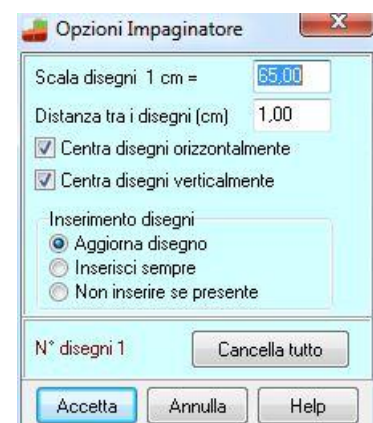 Opzioni Impaginatore
Scala disegni 1 cm = 65,00
Distanza tra i disegni (cm) 1,00
Centra disegni orizzontalmente
Centra disegni verticalmente
Inserimento disegni
Aggiorna disegno
Inserisci sempre
Non inserire se presente
N° disegni 1 Cancella tutto
Accetta Annulla Help